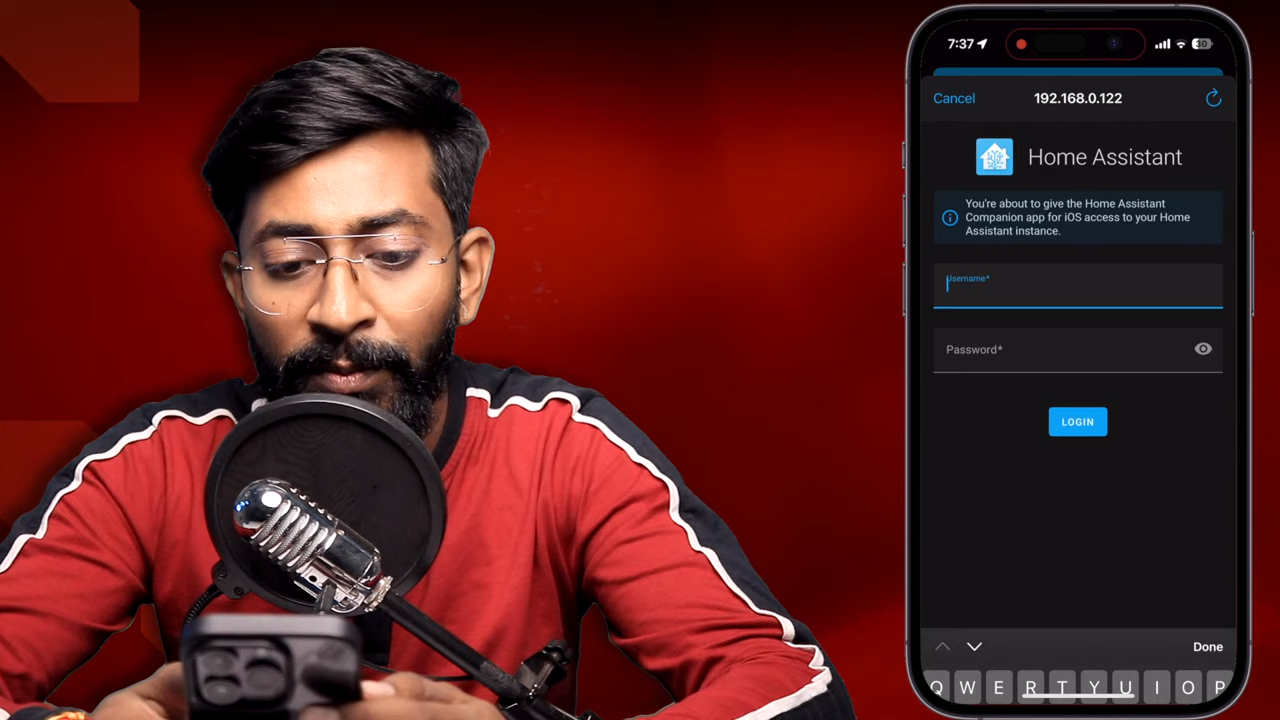 7:37
30
Cancel
192.168.0.122
Home Assistant
You're about to give the Home Assistant
Companion app for iOS access to your Home
Assistant instance.
Username*
Password*
LOGIN
Done
Q W E R T Y U I O P